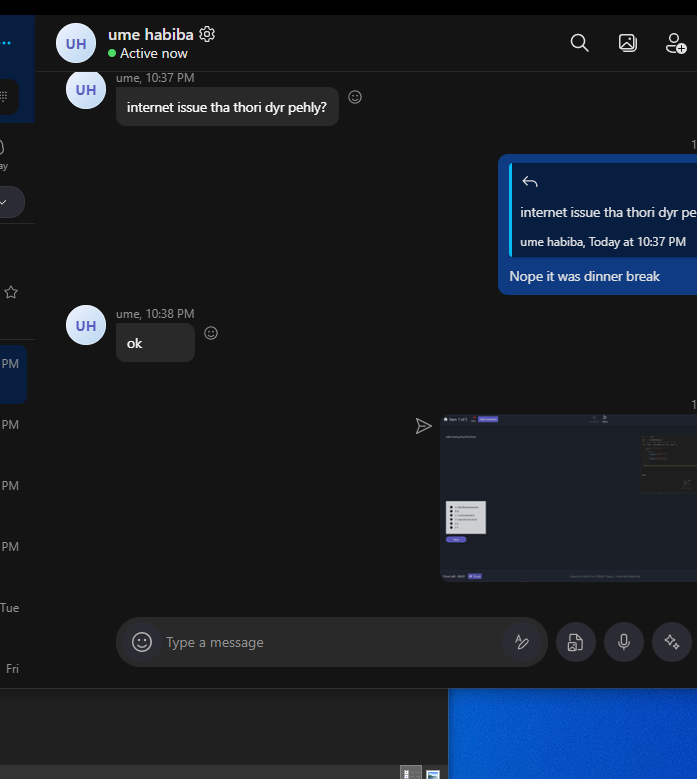 ume habiba
UH
Active now
ay
ume, 10:37 PM
UH
internet issue tha thori dyr pehly?
1
internet issue tha thori dyr pe
ume habiba, Today at 10:37 PM
Nope it was dinner break
ume, 10:38 PM
UH
ok
PM
1
PM
PM
PM
Tue
Type a message
Fri